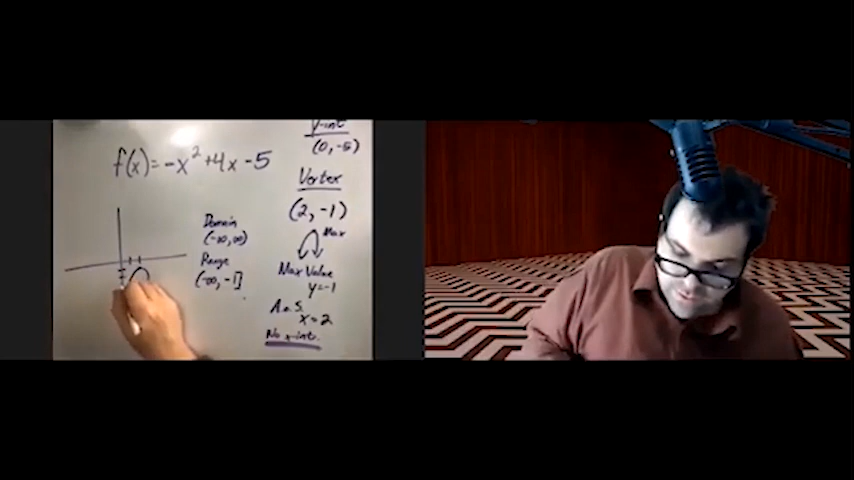 y-int
(0, -5)
f(x) = -x² + 4x - 5
Vertex
(2, -1)
Max
Domain
(-∞, ∞)
Range
(-∞, -1]
Max Value
y = -1
A.o.S.
x = 2
No x-int.